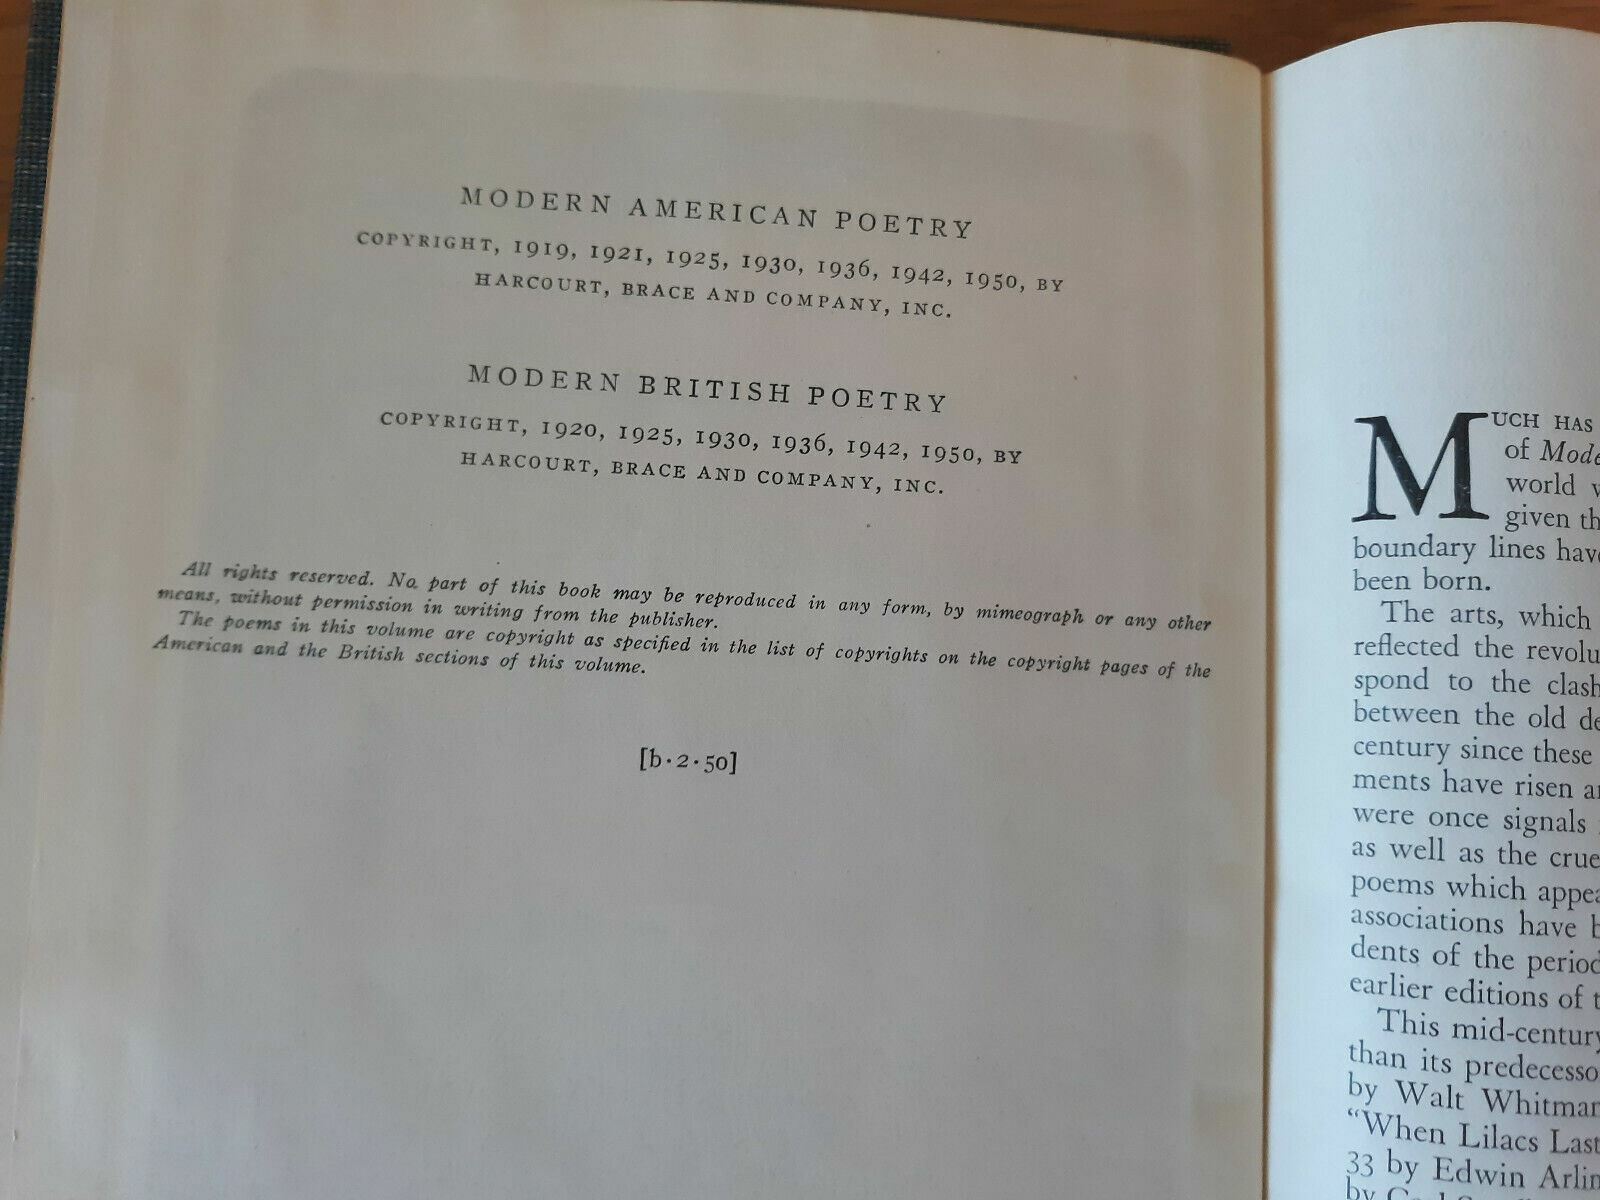 MODERN AMERICAN POETRY
COPYRIGHT, 1919, 1921, 1925, 1930, 1936, 1942, 1950, BY
HARCOURT, BRACE AND COMPANY, INC.
MODERN BRITISH POETRY
COPYRIGHT, 1920, 1925, 1930, 1936, 1942, 1950, BY
HARCOURT, BRACE AND COMPANY, INC.
All rights reserved. No part of this book may be reproduced in any form, by mimeograph or any other
means, without permission in writing from the publisher.
The poems in this volume are copyright as specified in the list of copyrights on the copyright pages of the
American and the British sections of this volume.
[b·2·50]
MUCH HAS
of Mode
world w
given th
boundary lines have
been born.
The arts, which
reflected the revolu
spond to the clash
between the old de
century since these
ments have risen a
were once signals
as well as the crue
poems which appea
associations have b
dents of the period
earlier editions of t
This mid-century
than its predecesso
by Walt Whitman
"When Lilacs Last
33 by Edwin Arlin
by